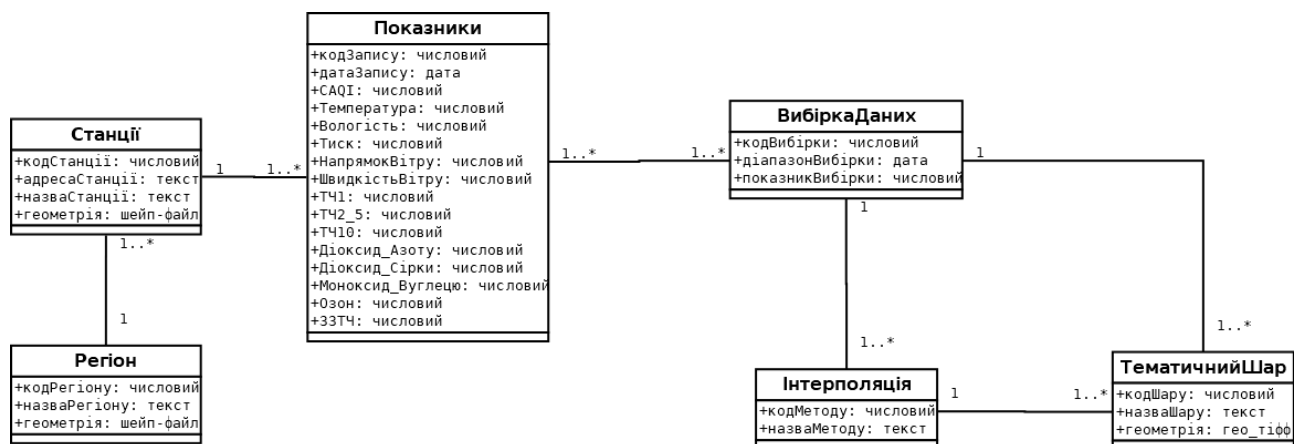 Показники
+кодЗапису: числовий
+датаЗапису: дата
+CAQI: числовий
+Температура: числовий
+Вологість: числовий
+Тиск: числовий
+НапрямокВітру: числовий
+ШвидкістьВітру: числовий
+ТЧ1: числовий
+ТЧ2_5: числовий
+ТЧ10: числовий
+Діоксид_Азоту: числовий
+Діоксид_Сірки: числовий
+Моноксид_Вуглецю: числовий
+Озон: числовий
+ЗЗТЧ: числовий
Станції
+кодСтанції: числовий
+адресаСтанції: текст
+назваСтанції: текст
+геометрія: шейп-файл
1
1..*
1..*
1
Регіон
+кодРегіону: числовий
+назваРегіону: текст
+геометрія: шейп-файл
1..*
1..*
ВибіркаДаних
+кодВибірки: числовий
+діапазонВибірки: дата
+показникВибірки: числовий
1
1
1..*
1..*
Інтерполяція
+кодМетоду: числовий
+назваМетоду: текст
1
1..*
ТематичнийШар
+кодШару: числовий
+назваШару: текст
+геометрія: гео_тіфф